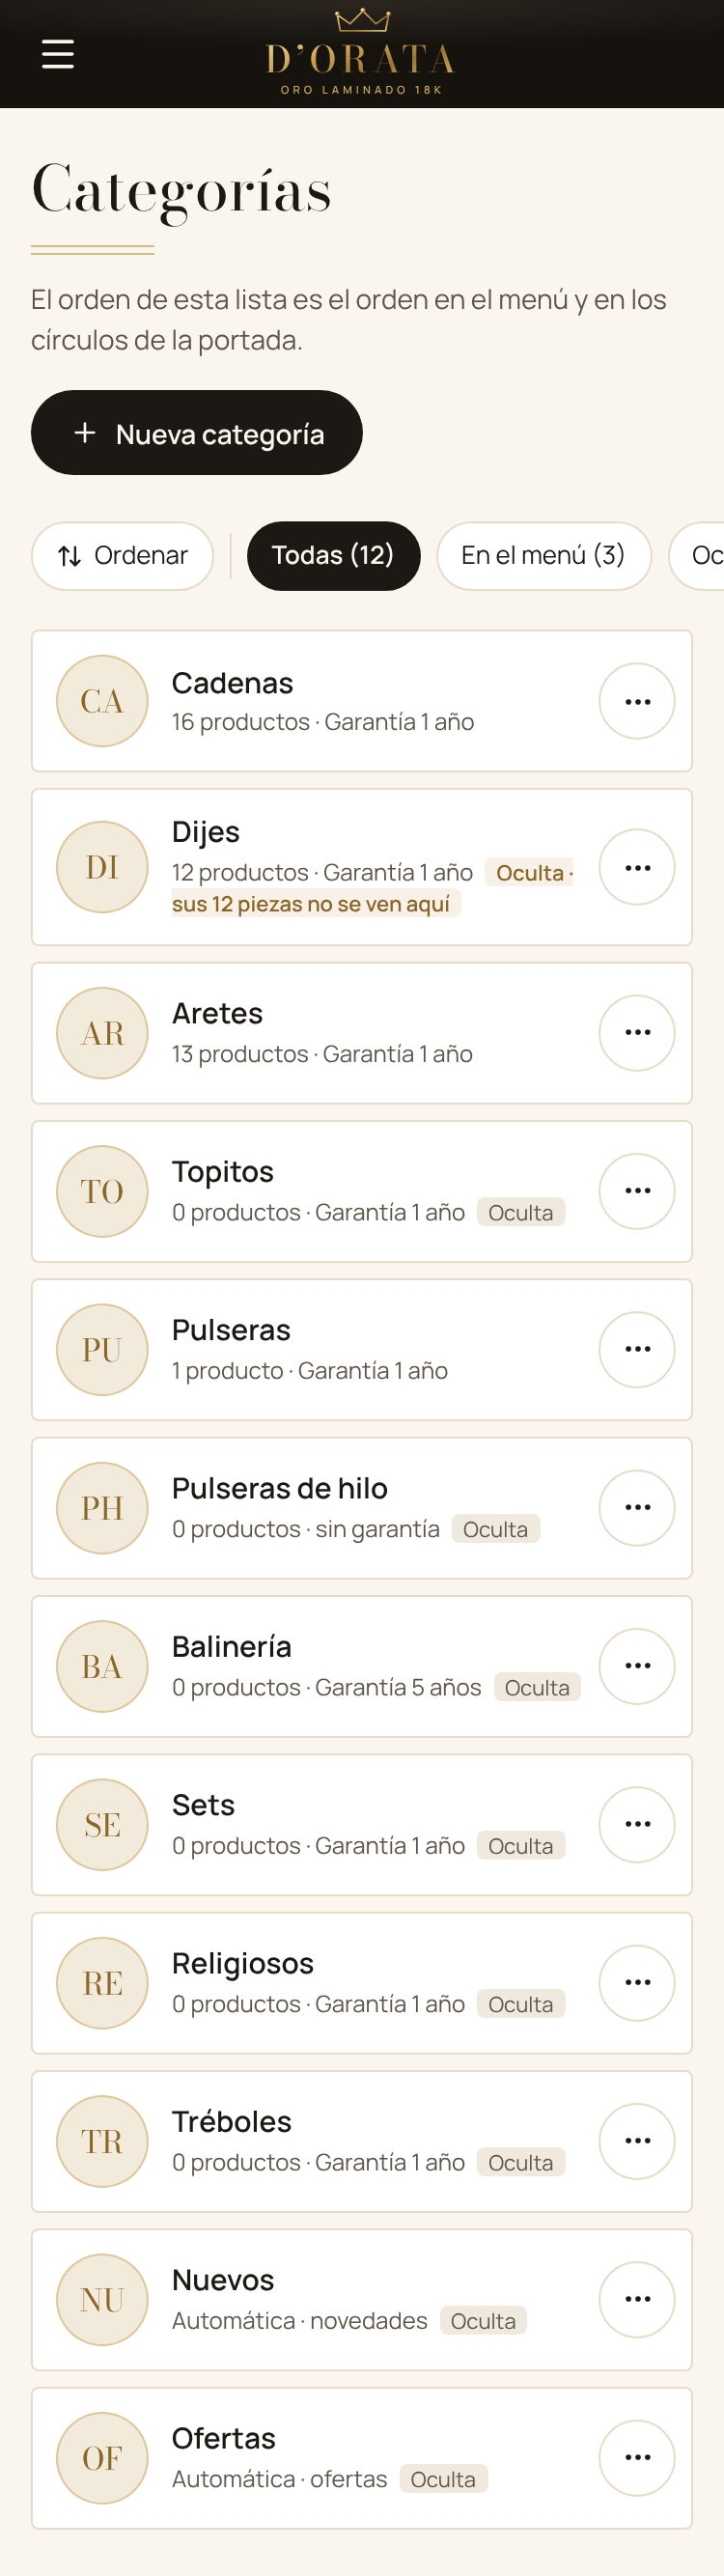 D'ORATA
ORO LAMINADO 18K
Categorías
El orden de esta lista es el orden en el menú y en los
círculos de la portada.
+ Nueva categoría
Ordenar
Todas (12)
En el menú (3)
Oc
CA
Cadenas
16 productos · Garantía 1 año
DI
Dijes
12 productos · Garantía 1 año Oculta ·
sus 12 piezas no se ven aquí
AR
Aretes
13 productos · Garantía 1 año
TO
Topitos
0 productos · Garantía 1 año Oculta
PU
Pulseras
1 producto · Garantía 1 año
PH
Pulseras de hilo
0 productos · sin garantía Oculta
BA
Balinería
0 productos · Garantía 5 años Oculta
SE
Sets
0 productos · Garantía 1 año Oculta
RE
Religiosos
0 productos · Garantía 1 año Oculta
TR
Tréboles
0 productos · Garantía 1 año Oculta
NU
Nuevos
Automática · novedades Oculta
OF
Ofertas
Automática · ofertas Oculta